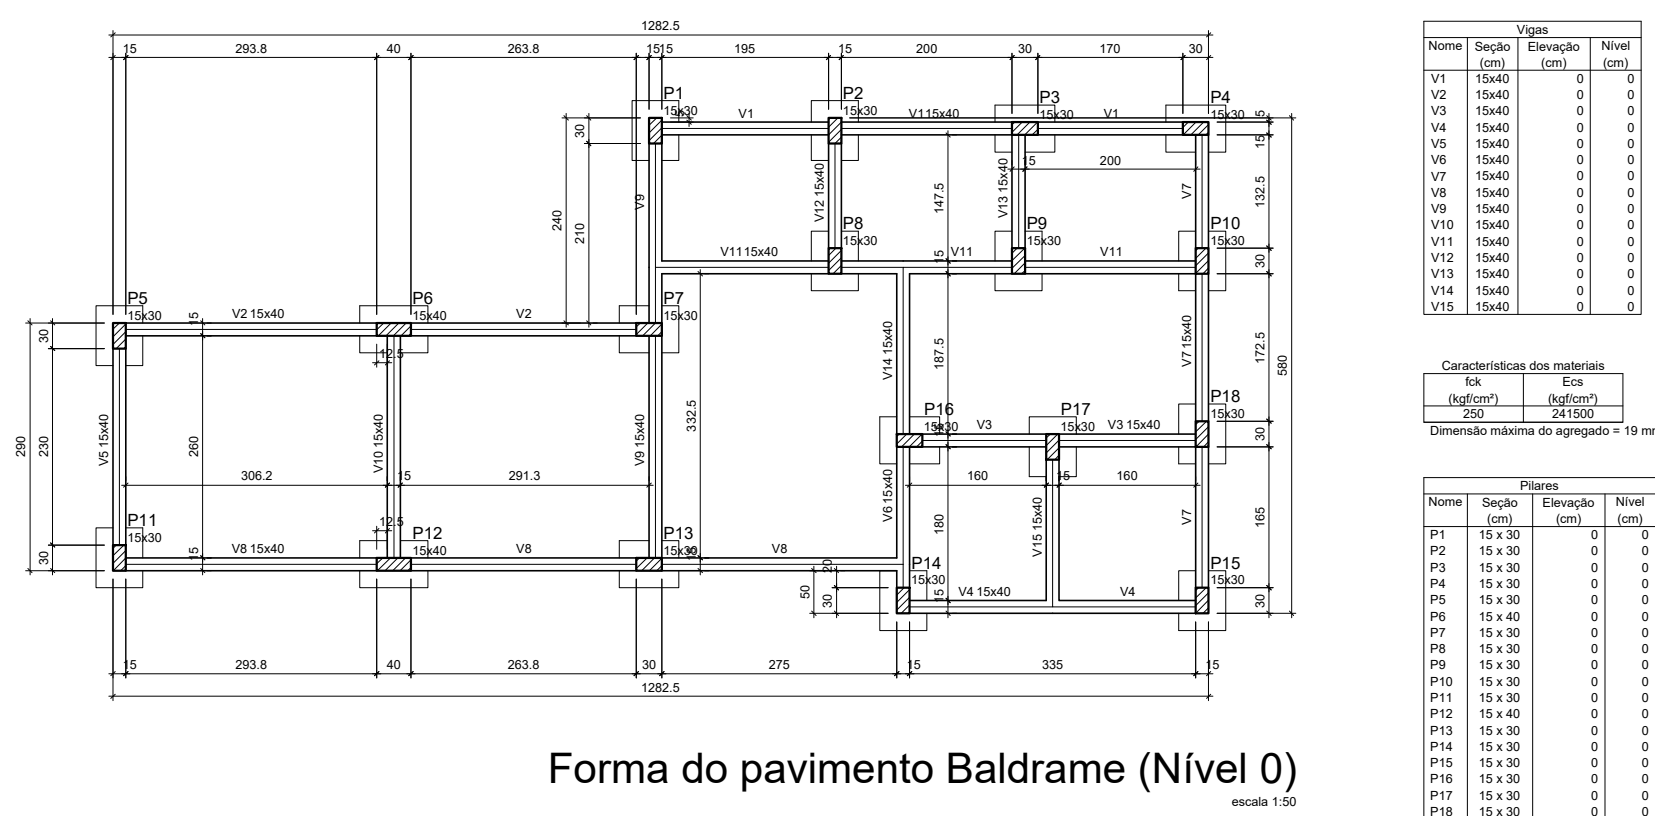 1282.5
15 293.8 40 263.8 15 15 195 15 200 30 170 30
P1
15x30
P2
15x30
P3
15x30
P4
15x30
V1
V1 15x40
V1
5
5
15
30
240
210
V9
V12 15x40
147.5
V13 15x40
15
200
V7
132.5
P8
15x30
P9
15x30
P10
15x30
V11 15x40
15
V11
V11
30
P5
15x30
P6
15x40
P7
15x30
V2 15x40
V2
15
30
12.5
290
230
V5 15x40
260
V10 15x40
V9 15x40
332.5
V14 15x40
187.5
V7 15x40
172.5
580
306.2
15
291.3
P16
15x30
P17
15x30
P18
15x30
V3
V3 15x40
30
160
15
160
V6 15x40
180
V15 15x40
V7
165
P11
15x30
P12
15x40
P13
15x30
12.5
30
15
V8 15x40
V8
V8
P14
15x30
P15
15x30
50
20
30
15
V4 15x40
V4
30
15 293.8 40 263.8 30 275 15 335 15
1282.5
Forma do pavimento Baldrame (Nível 0)
escala 1:50
Vigas
Nome Seção Elevação Nível
(cm) (cm) (cm)
V1 15x40 0 0
V2 15x40 0 0
V3 15x40 0 0
V4 15x40 0 0
V5 15x40 0 0
V6 15x40 0 0
V7 15x40 0 0
V8 15x40 0 0
V9 15x40 0 0
V10 15x40 0 0
V11 15x40 0 0
V12 15x40 0 0
V13 15x40 0 0
V14 15x40 0 0
V15 15x40 0 0
Características dos materiais
fck Ecs
(kgf/cm²) (kgf/cm²)
250 241500
Dimensão máxima do agregado = 19 mm
Pilares
Nome Seção Elevação Nível
(cm) (cm) (cm)
P1 15 x 30 0 0
P2 15 x 30 0 0
P3 15 x 30 0 0
P4 15 x 30 0 0
P5 15 x 30 0 0
P6 15 x 40 0 0
P7 15 x 30 0 0
P8 15 x 30 0 0
P9 15 x 30 0 0
P10 15 x 30 0 0
P11 15 x 30 0 0
P12 15 x 40 0 0
P13 15 x 30 0 0
P14 15 x 30 0 0
P15 15 x 30 0 0
P16 15 x 30 0 0
P17 15 x 30 0 0
P18 15 x 30 0 0